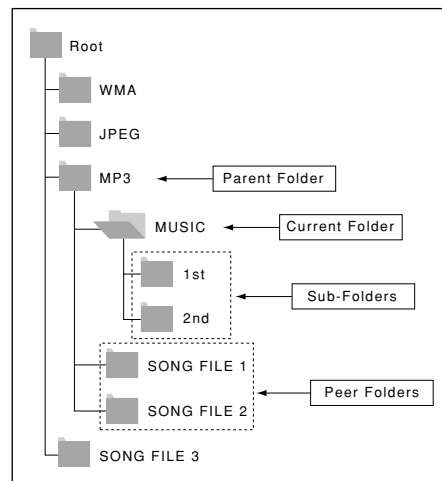 Root
WMA
JPEG
MP3
Parent Folder
MUSIC
Current Folder
1st
Sub-Folders
2nd
SONG FILE 1
Peer Folders
SONG FILE 2
SONG FILE 3